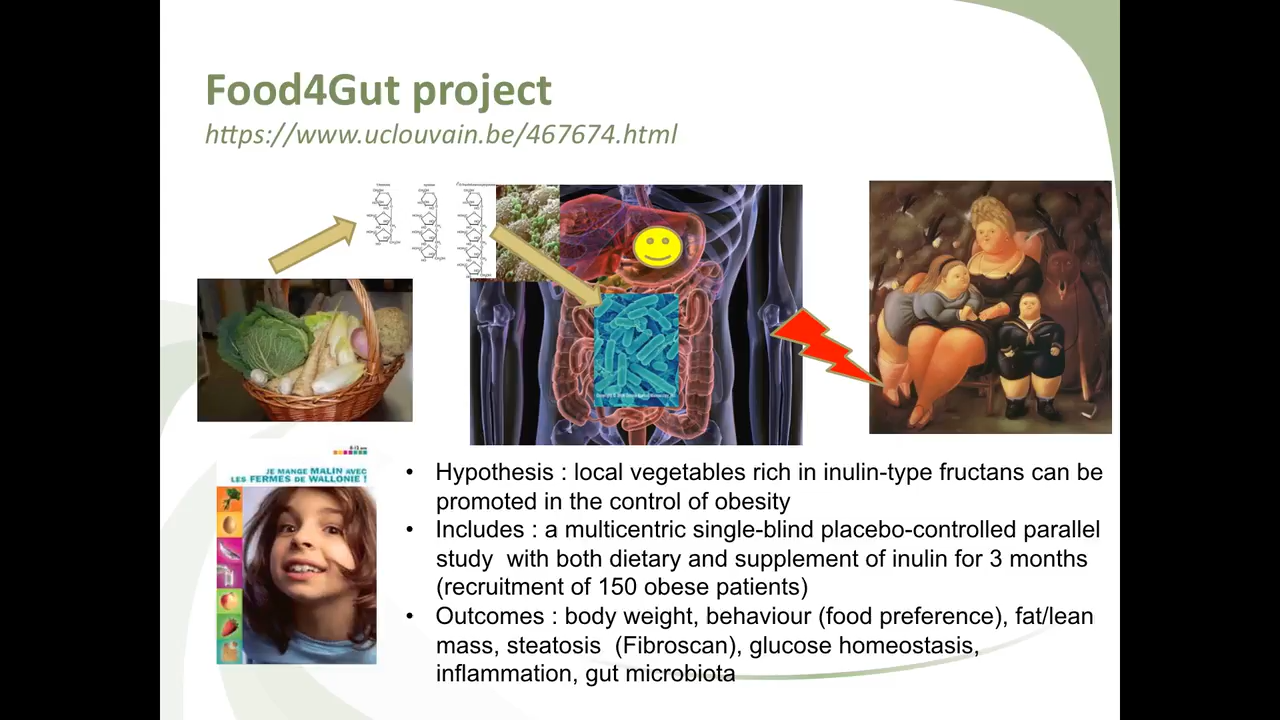 Food4Gut project
https://www.uclouvain.be/467674.html
JE MANGE MALIN AVEC
LES FERMES DE WALLONIE !
• Hypothesis : local vegetables rich in inulin-type fructans can be
promoted in the control of obesity
• Includes : a multicentric single-blind placebo-controlled parallel
study with both dietary and supplement of inulin for 3 months
(recruitment of 150 obese patients)
• Outcomes : body weight, behaviour (food preference), fat/lean
mass, steatosis (Fibroscan), glucose homeostasis,
inflammation, gut microbiota